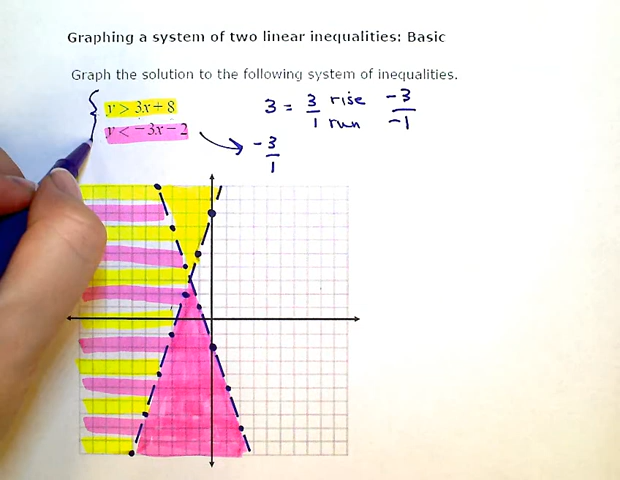 Graphing a system of two linear inequalities: Basic
Graph the solution to the following system of inequalities.
y > 3x + 8
y < −3x − 2
3 = 3/1 rise/run -3/-1
-3/1